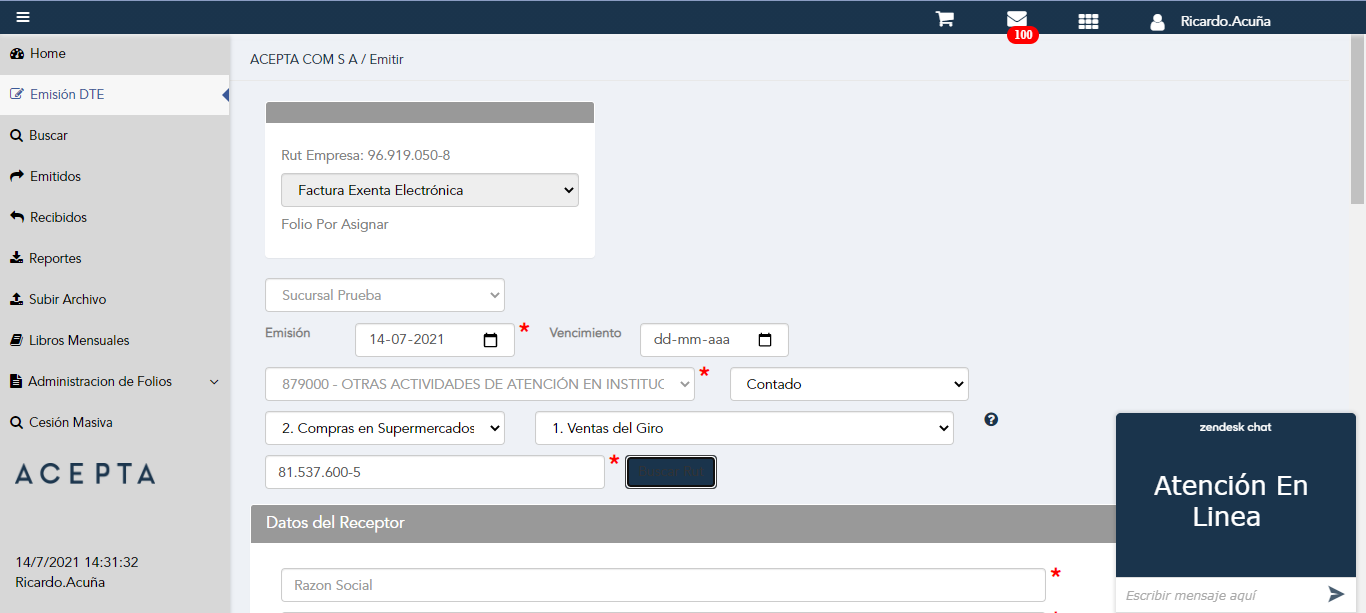 100
Ricardo.Acuña
Home
Emisión DTE
Buscar
Emitidos
Recibidos
Reportes
Subir Archivo
Libros Mensuales
Administracion de Folios
Cesión Masiva
ACEPTA
14/7/2021 14:31:32
Ricardo.Acuña
ACEPTA COM S A / Emitir
Rut Empresa: 96.919.050-8
Factura Exenta Electrónica
Folio Por Asignar
Sucursal Prueba
Emisión 14-07-2021 * Vencimiento dd-mm-aaa
879000 - OTRAS ACTIVIDADES DE ATENCIÓN EN INSTITUC * Contado
2. Compras en Supermercados 1. Ventas del Giro ?
81.537.600-5 *
Datos del Receptor
Razon Social *
zendesk chat
Atención En
Linea
Escribir mensaje aquí